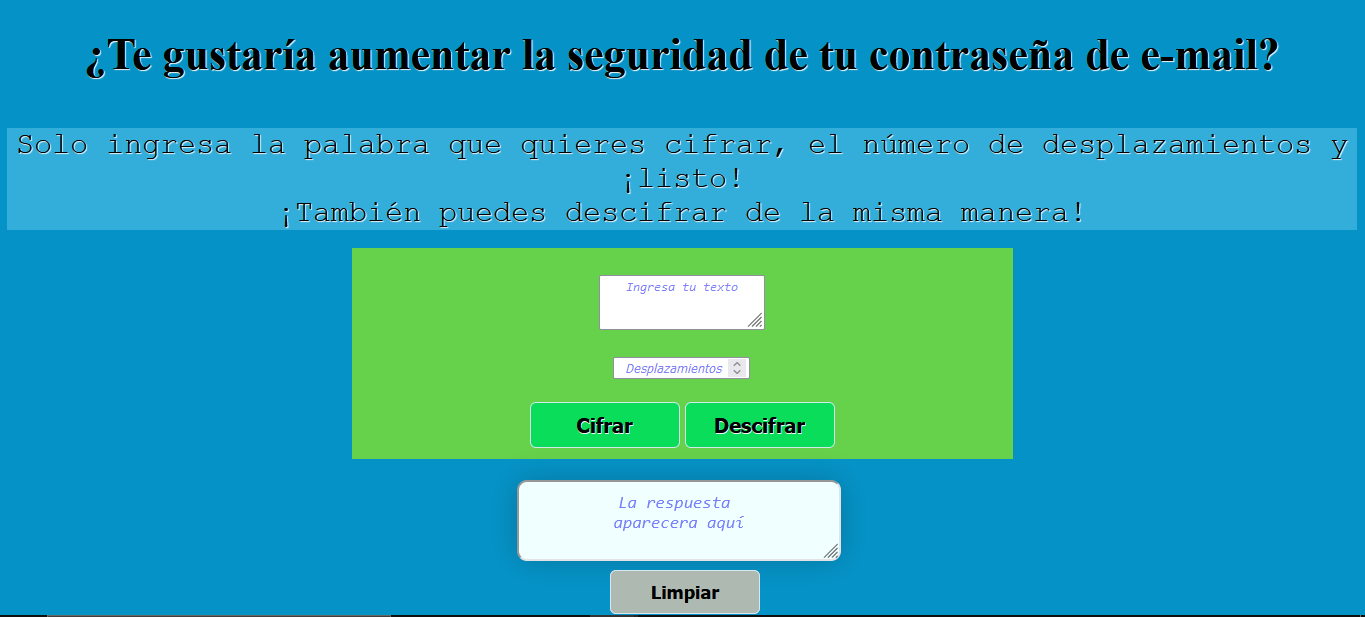 ¿Te gustaría aumentar la seguridad de tu contraseña de e-mail?
Solo ingresa la palabra que quieres cifrar, el número de desplazamientos y
¡listo!
¡También puedes descifrar de la misma manera!
Ingresa tu texto
Desplazamientos
Cifrar Descifrar
La respuesta
aparecera aquí
Limpiar